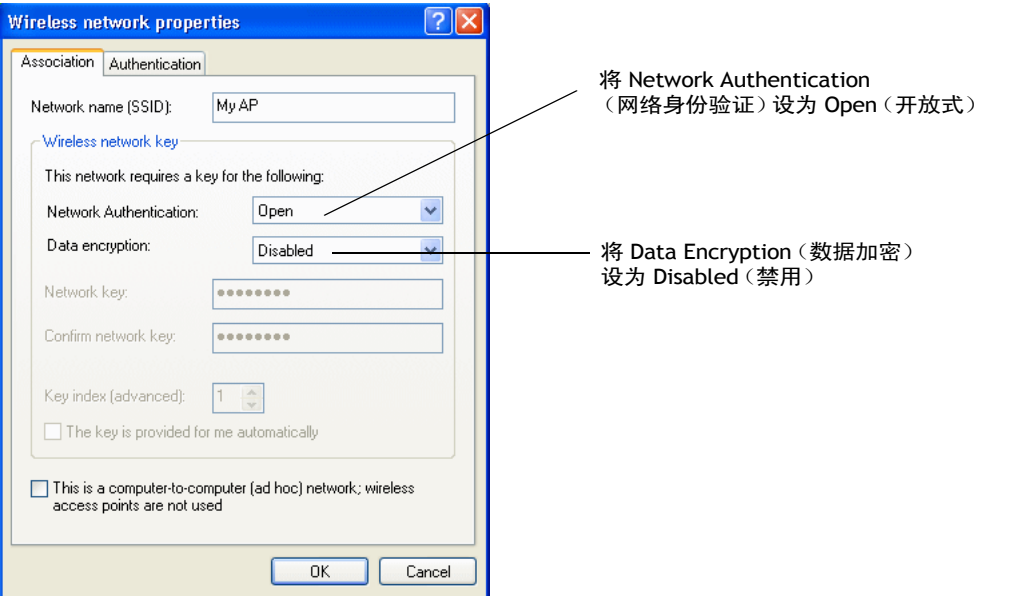 Wireless network properties
Association
Authentication
Network name (SSID):
My AP
Wireless network key
This network requires a key for the following:
Network Authentication:
Open
Data encryption:
Disabled
Network key:
••••••••
Confirm network key:
••••••••
Key index (advanced):
1
The key is provided for me automatically
This is a computer-to-computer (ad hoc) network; wireless
access points are not used
OK
Cancel
将 Network Authentication
（网络身份验证）设为 Open（开放式）
将 Data Encryption（数据加密）
设为 Disabled（禁用）